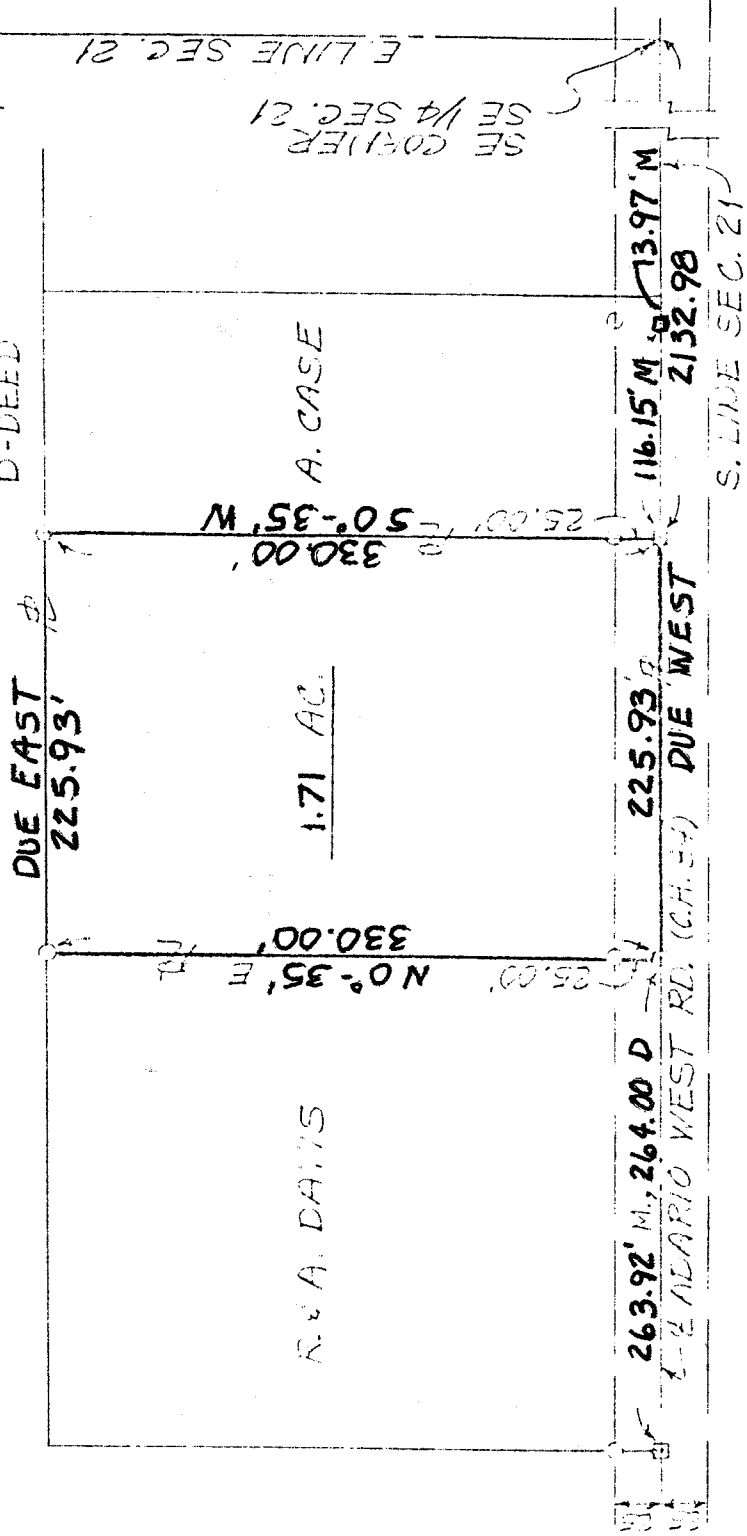 D-DEED
E. LINE SEC. 21
SE CORNER
SE 1/4 SEC. 21
DUE EAST
225.93'
R. & A. DAVIS
N 0°-35' E
330.00'
1.71 AC.
S 0°-35' W
330.00'
A. CASE
25.00'
25.00'
263.92' M., 264.00 D
225.93'
116.15' M
13.97' M
ADARIO WEST RD. (C.H. 34)
DUE WEST
2132.98
S. LINE SEC. 21